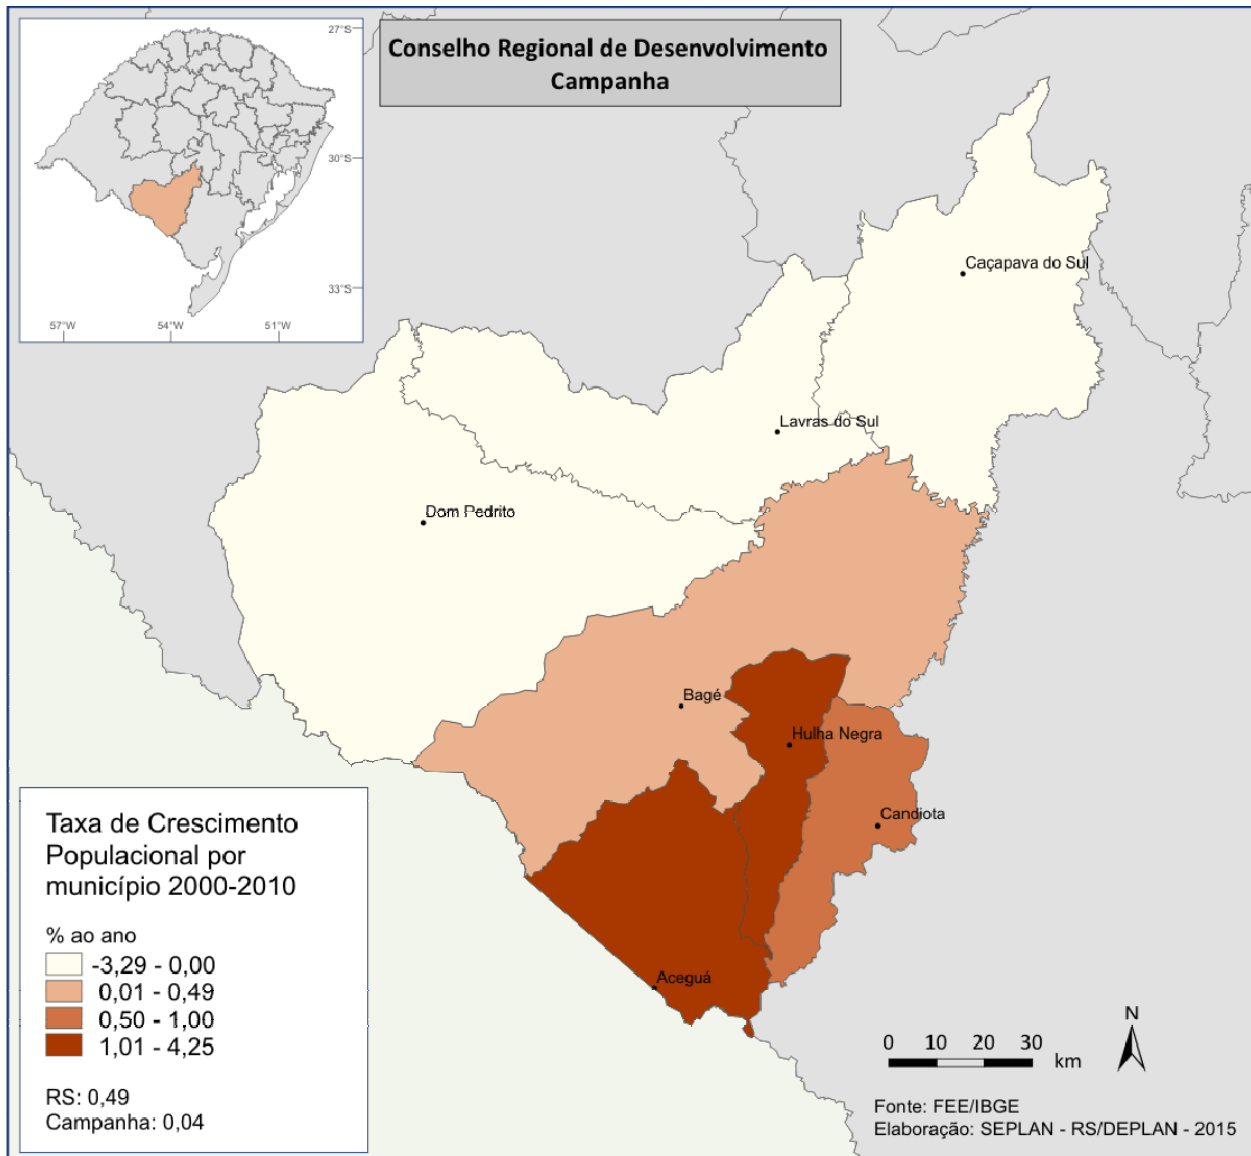 Conselho Regional de Desenvolvimento
Campanha
27°S
30°S
33°S
57°W
54°W
51°W
Caçapava do Sul
Lavras do Sul
Dom Pedrito
Bagé
Hulha Negra
Candiota
Aceguá
Taxa de Crescimento
Populacional por
município 2000-2010
% ao ano
-3,29 - 0,00
0,01 - 0,49
0,50 - 1,00
1,01 - 4,25
RS: 0,49
Campanha: 0,04
N
0 10 20 30
km
Fonte: FEE/IBGE
Elaboração: SEPLAN - RS/DEPLAN - 2015